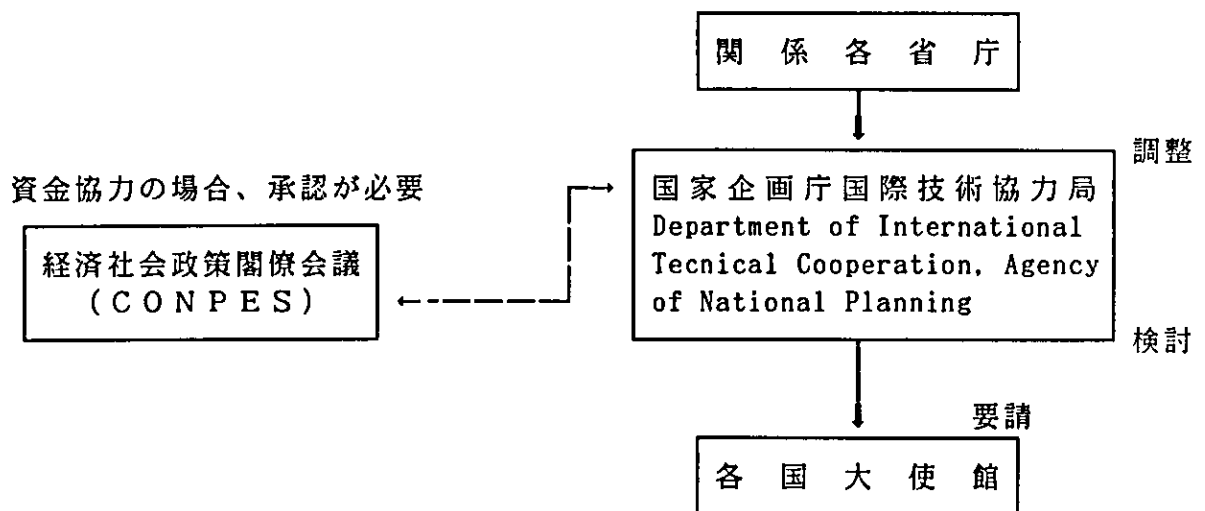 関係各省庁
調整
資金協力の場合、承認が必要
国家企画庁国際技術協力局
Department of International
Tecnical Cooperation, Agency
of National Planning
経済社会政策閣僚会議
(CONPES)
検討
要請
各国大使館